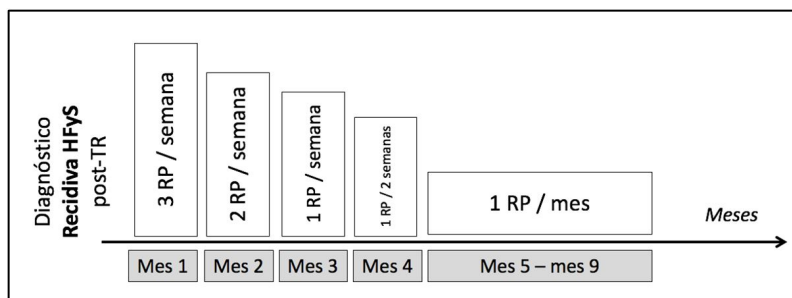 Diagnóstico
Recidiva HFyS
post-TR
3 RP / semana
2 RP / semana
1 RP / semana
1 RP / 2 semanas
1 RP / mes
Meses
Mes 1
Mes 2
Mes 3
Mes 4
Mes 5 – mes 9